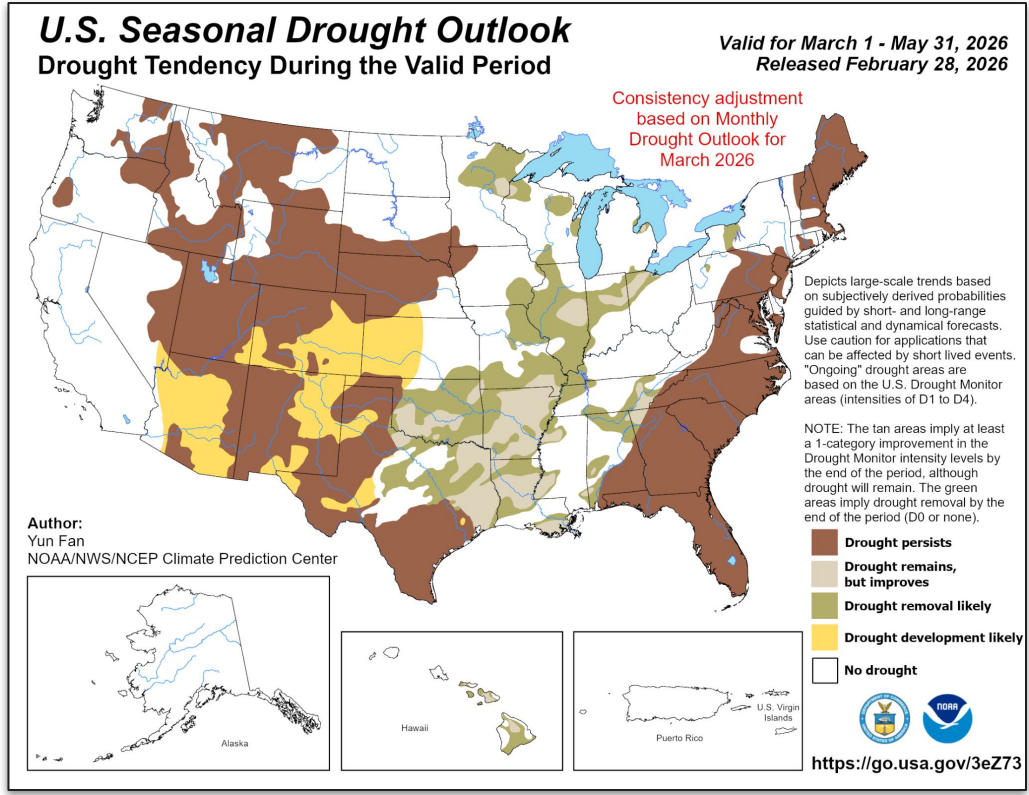 U.S. Seasonal Drought Outlook
Drought Tendency During the Valid Period
Valid for March 1 - May 31, 2026
Released February 28, 2026
Consistency adjustment
based on Monthly
Drought Outlook for
March 2026
Depicts large-scale trends based
on subjectively derived probabilities
guided by short- and long-range
statistical and dynamical forecasts.
Use caution for applications that
can be affected by short lived events.
"Ongoing" drought areas are
based on the U.S. Drought Monitor
areas (intensities of D1 to D4).
NOTE: The tan areas imply at least
a 1-category improvement in the
Drought Monitor intensity levels by
the end of the period, although
drought will remain. The green
areas imply drought removal by the
end of the period (D0 or none).
Author:
Yun Fan
NOAA/NWS/NCEP Climate Prediction Center
Drought persists
Drought remains,
but improves
Drought removal likely
Drought development likely
No drought
Alaska
Hawaii
Puerto Rico
U.S. Virgin
Islands
NOAA
https://go.usa.gov/3eZ73